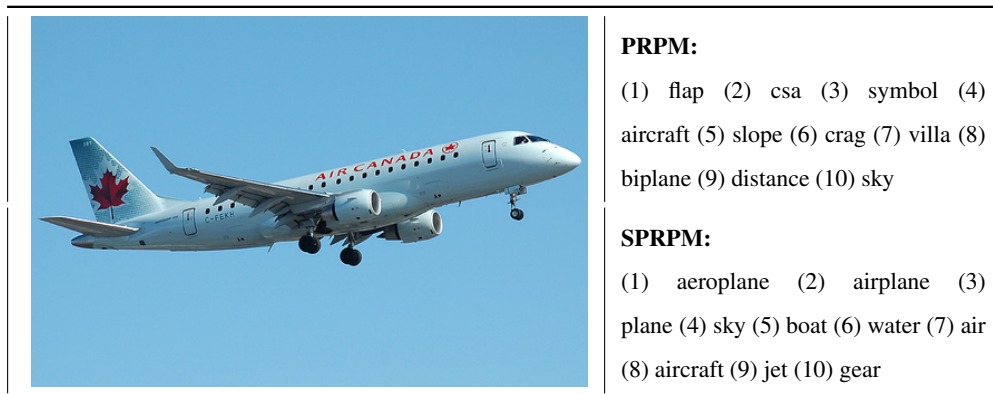 AIR CANADA
C-FEKH
PRPM:
(1) flap (2) csa (3) symbol (4)
aircraft (5) slope (6) crag (7) villa (8)
biplane (9) distance (10) sky
SPRPM:
(1) aeroplane (2) airplane (3)
plane (4) sky (5) boat (6) water (7) air
(8) aircraft (9) jet (10) gear